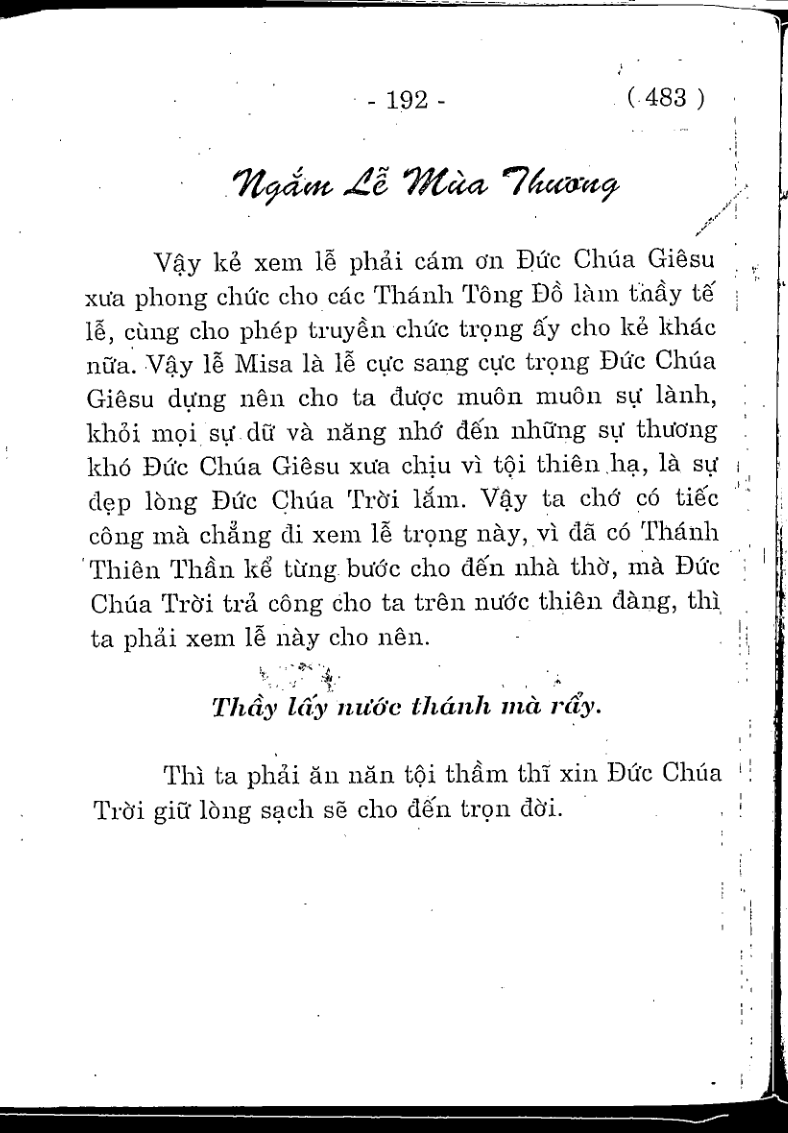 - 192 -
( 483 )
Ngắm Lễ Mùa Thương
Vậy kẻ xem lễ phải cám ơn Đức Chúa Giêsu
xưa phong chức cho các Thánh Tông Đồ làm thầy tế
lễ, cùng cho phép truyền chức trọng ấy cho kẻ khác
nữa. Vậy lễ Misa là lễ cực sang cực trọng Đức Chúa
Giêsu dựng nên cho ta được muôn muôn sự lành,
khỏi mọi sự dữ và năng nhớ đến những sự thương
khó Đức Chúa Giêsu xưa chịu vì tội thiên hạ, là sự
đẹp lòng Đức Chúa Trời lắm. Vậy ta chớ có tiếc
công mà chẳng đi xem lễ trọng này, vì đã có Thánh
Thiên Thần kể từng bước cho đến nhà thờ, mà Đức
Chúa Trời trả công cho ta trên nước thiên đàng, thì
ta phải xem lễ này cho nên.
Thầy lấy nước thánh mà rẩy.
Thì ta phải ăn năn tội thầm thĩ xin Đức Chúa
Trời giữ lòng sạch sẽ cho đến trọn đời.